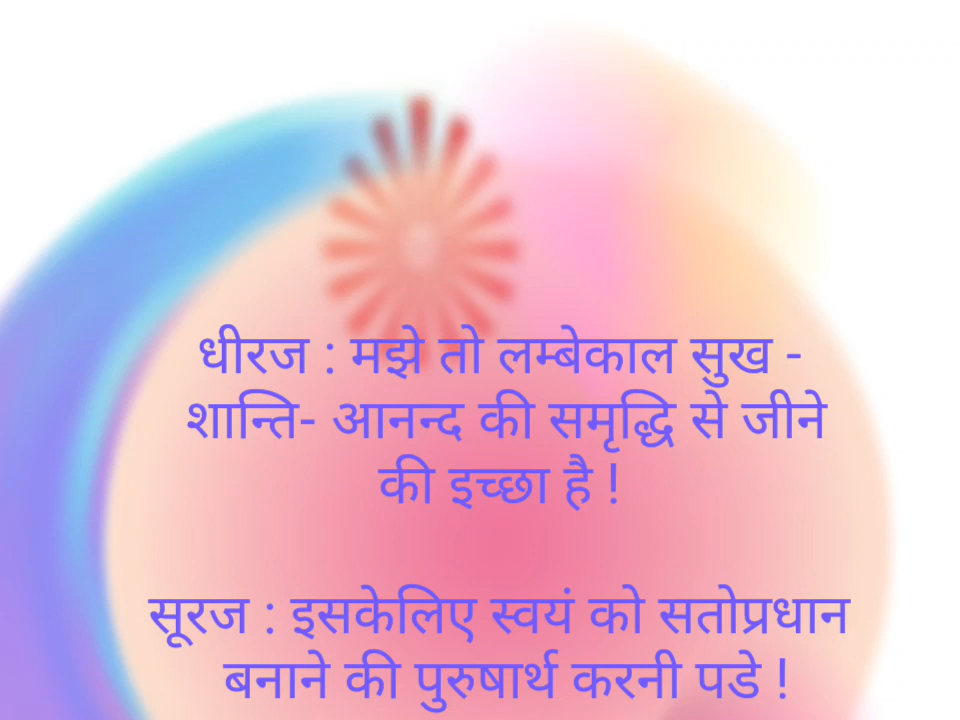 धीरज : मझे तो लम्बेकाल सुख -
शान्ति- आनन्द की समृद्धि से जीने
की इच्छा है !
सूरज : इसकेलिए स्वयं को सतोप्रधान
बनाने की पुरुषार्थ करनी पडे !